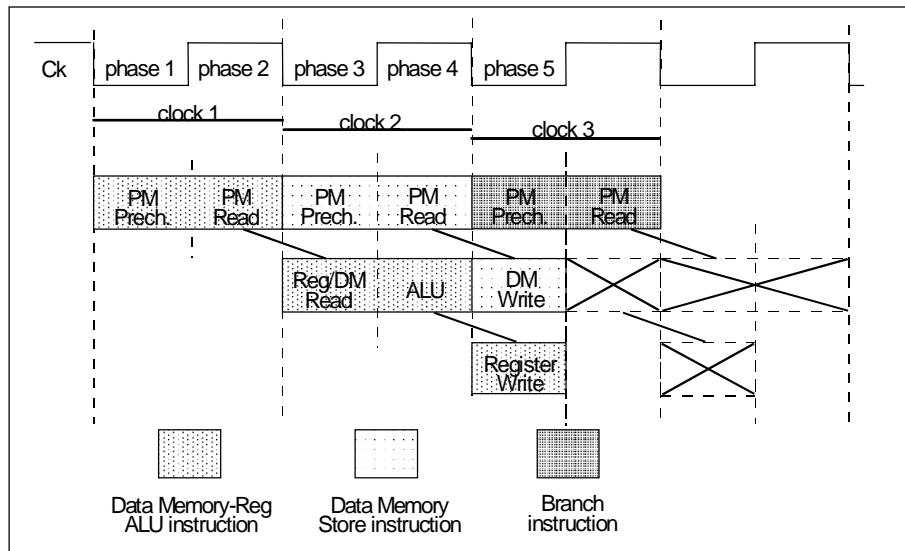 Ck
phase 1 phase 2 phase 3 phase 4 phase 5
clock 1
clock 2
clock 3
PM Prech.
PM Read
PM Prech.
PM Read
PM Prech.
PM Read
Reg/DM Read
ALU
DM Write
Register Write
Data Memory-Reg
ALU instruction
Data Memory
Store instruction
Branch
instruction